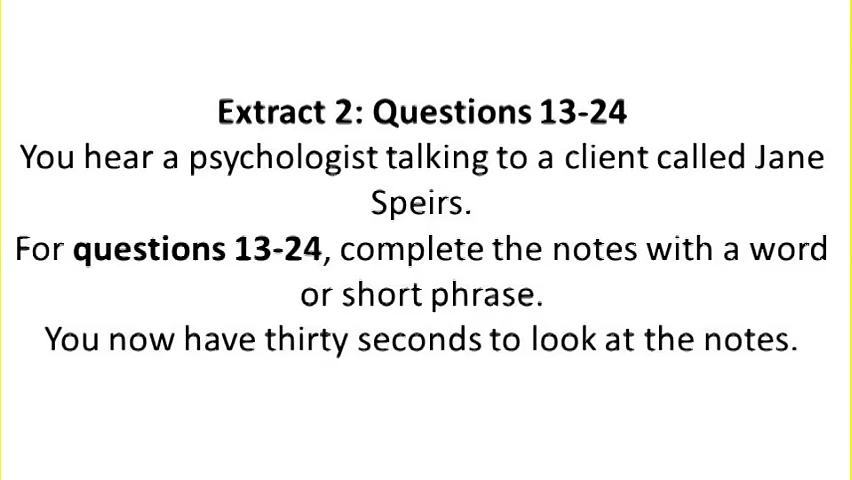 Extract 2: Questions 13-24
You hear a psychologist talking to a client called Jane
Speirs.
For questions 13-24, complete the notes with a word
or short phrase.
You now have thirty seconds to look at the notes.